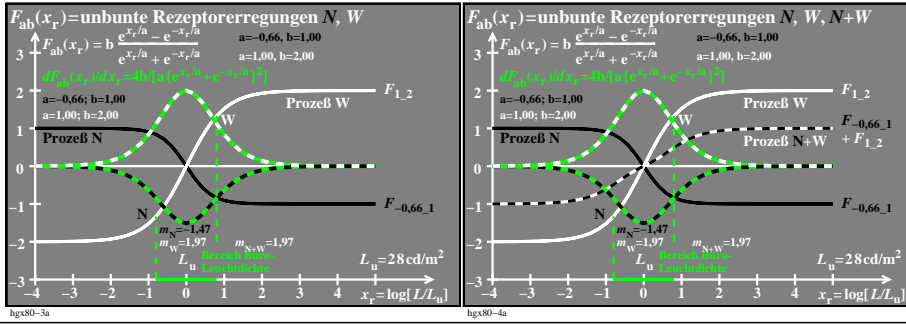 F_ab(x_r)=unbunte Rezeptorerregungen N, W
F_ab(x_r)=b (e^{x_r/a} − e^{−x_r/a}) / (e^{x_r/a} + e^{−x_r/a})
a=−0,66, b=1,00
a=1,00, b=2,00
dF_ab(x_r)/dx_r=4b/[a{e^{x_r/a}+e^{-x_r/a}}^2]
a=−0,66; b=1,00
a=1,00; b=2,00
F_1_2
Prozeß W
W
Prozeß N
N
F_−0,66_1
m_N=−1,47
m_W=1,97 m_N+W=1,97
Bereich Büro-
Leuchtdichte
L_u
L_u=28cd/m^2
x_r=log[L/L_u]
3
2
1
0
−1
−2
−3
−4 −3 −2 −1 0 1 2 3 4
hgx80−3a
F_ab(x_r)=unbunte Rezeptorerregungen N, W, N+W
F_ab(x_r)=b (e^{x_r/a} − e^{−x_r/a}) / (e^{x_r/a} + e^{−x_r/a})
a=−0,66, b=1,00
a=1,00, b=2,00
dF_ab(x_r)/dx_r=4b/[a{e^{x_r/a}+e^{-x_r/a}}^2]
a=−0,66; b=1,00
a=1,00; b=2,00
F_1_2
Prozeß W
W
F_−0,66_1
+ F_1_2
Prozeß N
Prozeß N+W
N
F_−0,66_1
m_N=−1,47
m_W=1,97 m_N+W=1,97
Bereich Büro-
Leuchtdichte
L_u
L_u=28cd/m^2
x_r=log[L/L_u]
3
2
1
0
−1
−2
−3
−4 −3 −2 −1 0 1 2 3 4
hgx80−4a